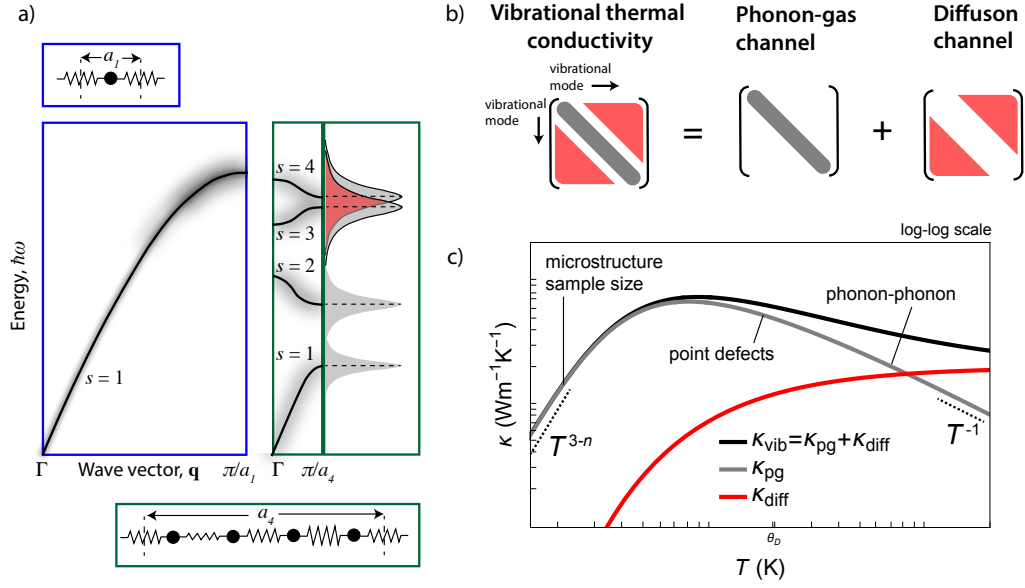 a)
a₁
Energy, ħω
s = 1
Γ
Wave vector, q
π/a₁
s = 4
s = 3
s = 2
s = 1
Γ
π/a₄
a₄
b)
Vibrational thermal
conductivity
Phonon-gas
channel
Diffuson
channel
vibrational
mode
vibrational
mode
=
+
c)
log-log scale
microstructure
sample size
phonon-phonon
point defects
κ (Wm⁻¹K⁻¹)
T³⁻ⁿ
T⁻¹
κvib=κpg+κdiff
κpg
κdiff
θD
T (K)